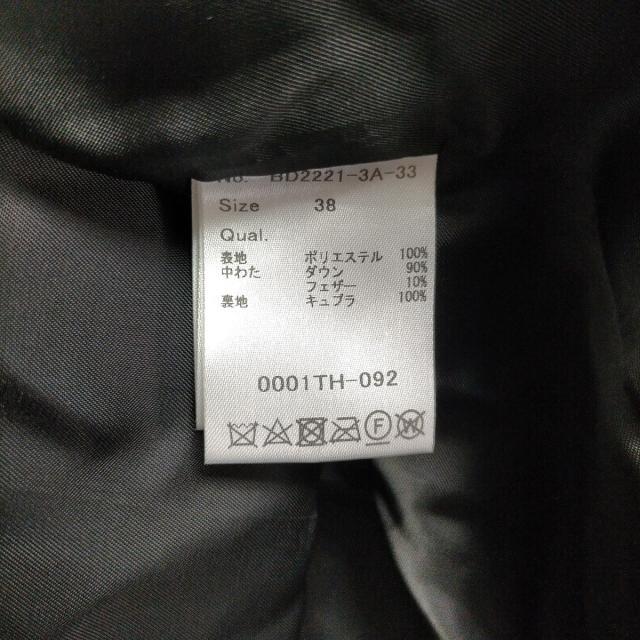 No. BD2221-3A-33
Size 38
Qual.
表地 ポリエステル 100%
中わた ダウン 90%
フェザー 10%
裏地 キュプラ 100%
0001TH-092
F W